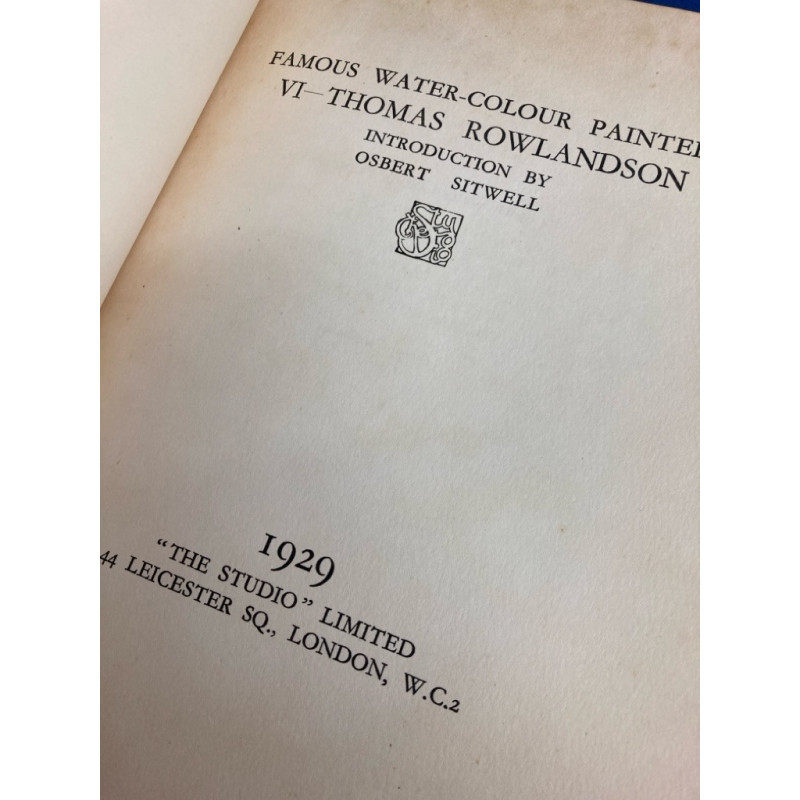 FAMOUS WATER-COLOUR PAINTE
VI—THOMAS ROWLANDSON
INTRODUCTION BY
OSBERT SITWELL
1929
"THE STUDIO" LIMITED
44 LEICESTER SQ., LONDON, W.C.2